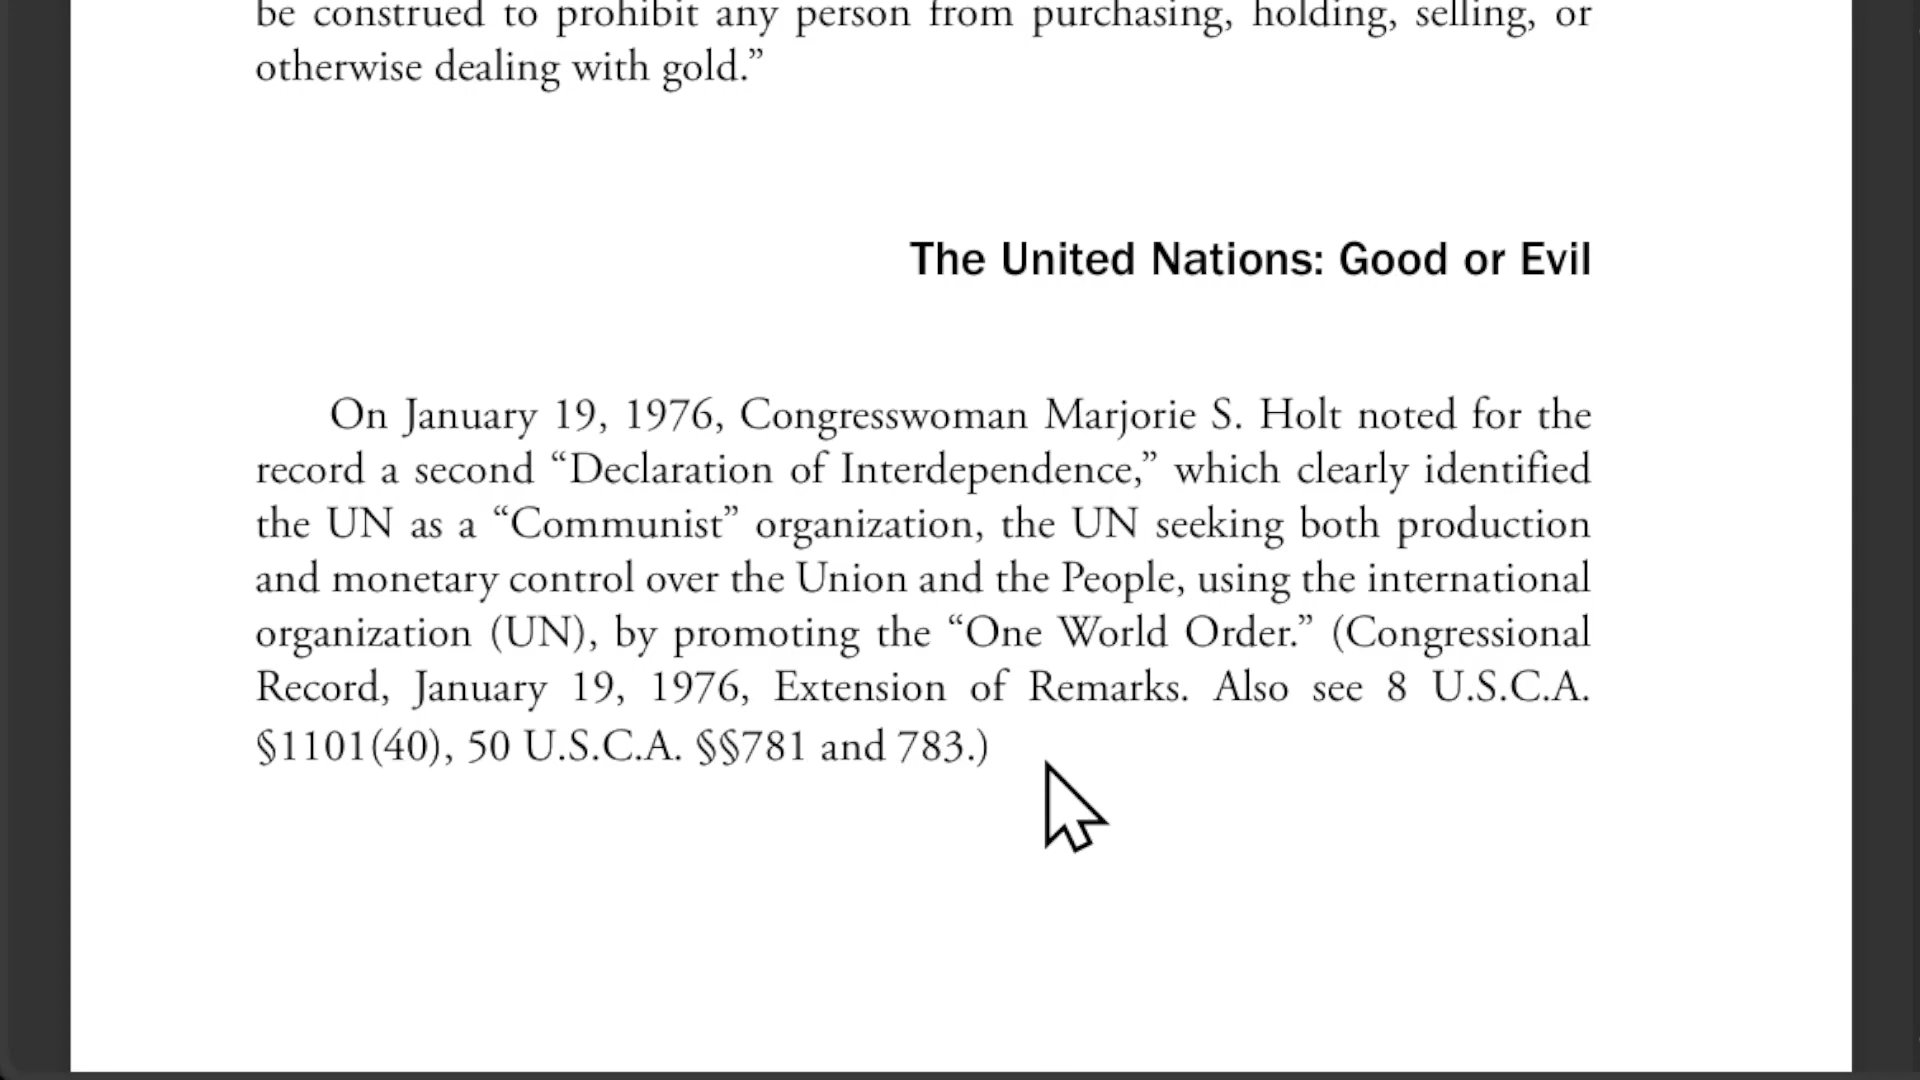 be construed to prohibit any person from purchasing, holding, selling, or
otherwise dealing with gold.”
The United Nations: Good or Evil
On January 19, 1976, Congresswoman Marjorie S. Holt noted for the
record a second “Declaration of Interdependence,” which clearly identified
the UN as a “Communist” organization, the UN seeking both production
and monetary control over the Union and the People, using the international
organization (UN), by promoting the “One World Order.” (Congressional
Record, January 19, 1976, Extension of Remarks. Also see 8 U.S.C.A.
§1101(40), 50 U.S.C.A. §§781 and 783.)